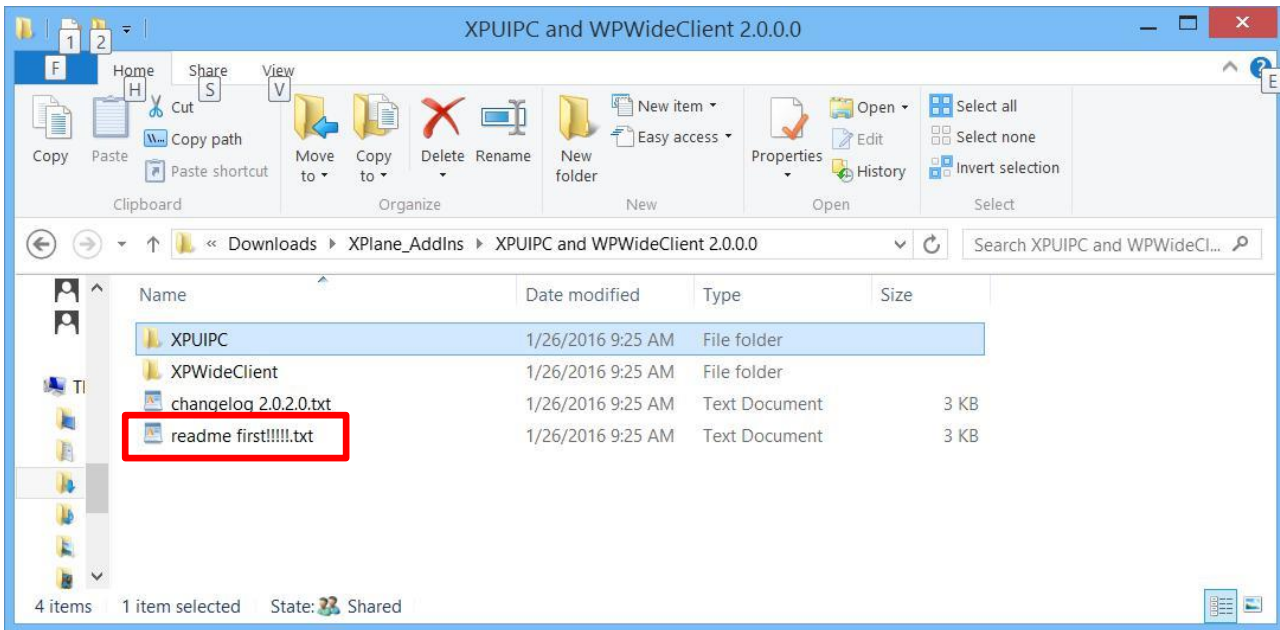 1 2 XPUIPC and WPWideClient 2.0.0.0
F Home Share View
H S V E
Copy
Paste
Cut
W... Copy path
Paste shortcut
Move to
Copy to
Delete
Rename
New folder
New item
Easy access
Properties
Open
Edit
History
Select all
Select none
Invert selection
Clipboard Organize New Open Select
« Downloads XPlane_AddIns XPUIPC and WPWideClient 2.0.0.0 Search XPUIPC and WPWideCl...
Name Date modified Type Size
XPUIPC 1/26/2016 9:25 AM File folder
XPWideClient 1/26/2016 9:25 AM File folder
changelog 2.0.2.0.txt 1/26/2016 9:25 AM Text Document 3 KB
readme first!!!!!.txt 1/26/2016 9:25 AM Text Document 3 KB
4 items 1 item selected State: Shared